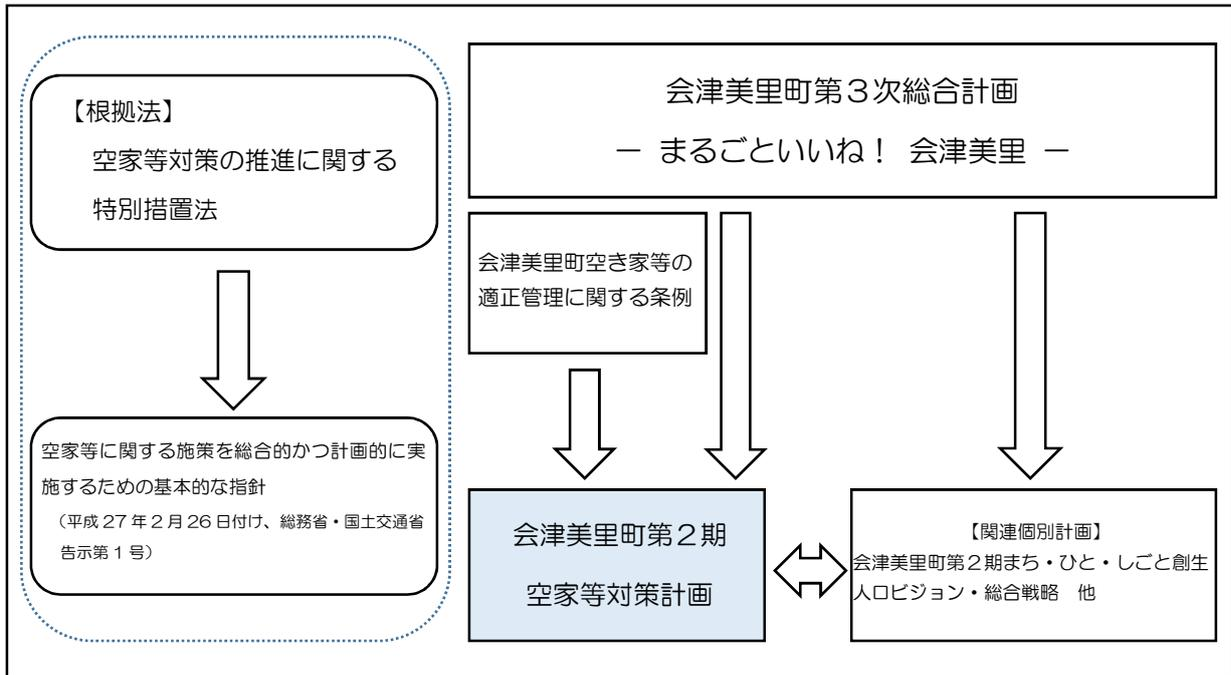 【根拠法】
空家等対策の推進に関する
特別措置法
空家等に関する施策を総合的かつ計画的に実
施するための基本的な指針
（平成27年2月26日付け、総務省・国土交通省
告示第1号）
会津美里町第３次総合計画
－ まるごといいね！ 会津美里 －
会津美里町空き家等の
適正管理に関する条例
会津美里町第２期
空家等対策計画
【関連個別計画】
会津美里町第２期まち・ひと・しごと創生
人口ビジョン・総合戦略　他